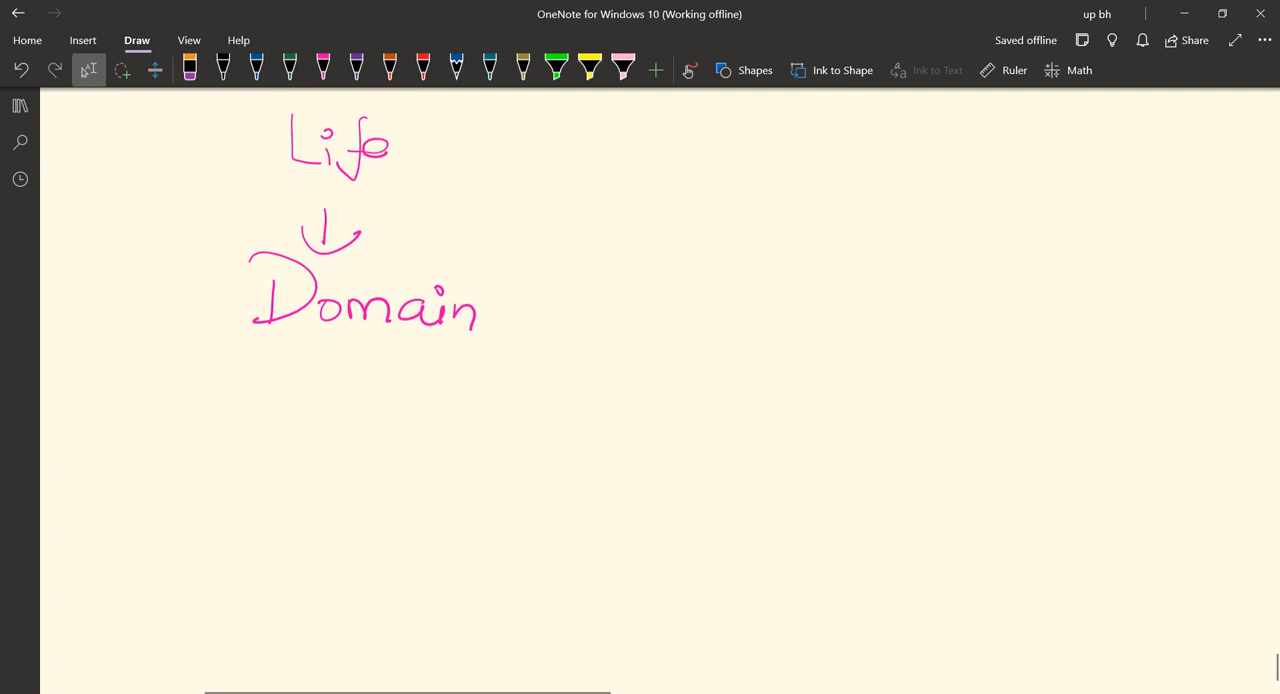 OneNote for Windows 10 (Working offline)
up bh
Home Insert Draw View Help
Saved offline
Share
Shapes
Ink to Shape
Ink to Text
Ruler
Math
Life
Domain